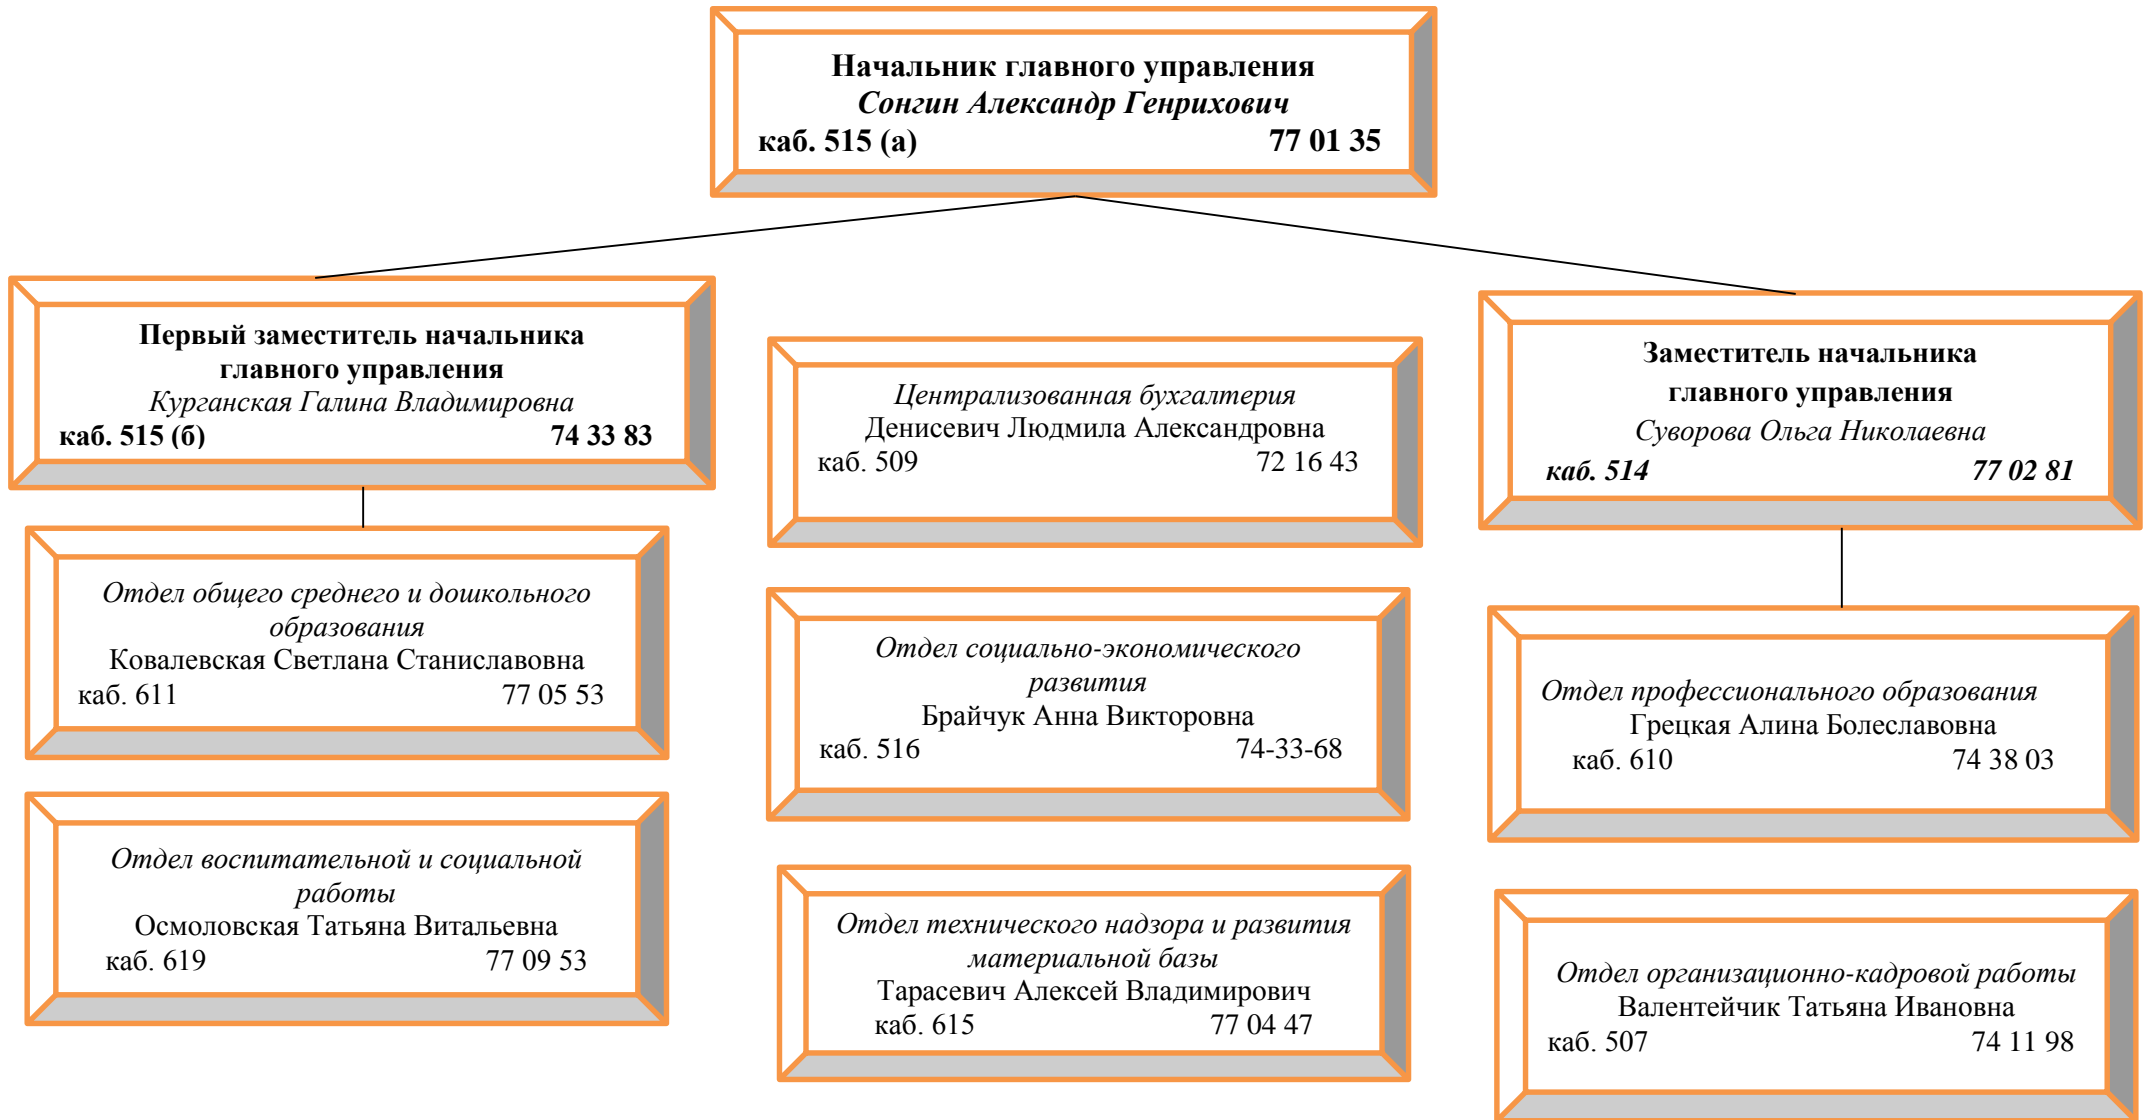 Начальник главного управления
Сонгин Александр Генрихович
каб. 515 (а) 77 01 35
Первый заместитель начальника
главного управления
Курганская Галина Владимировна
каб. 515 (б) 74 33 83
Централизованная бухгалтерия
Денисевич Людмила Александровна
каб. 509 72 16 43
Заместитель начальника
главного управления
Суворова Ольга Николаевна
каб. 514 77 02 81
Отдел общего среднего и дошкольного
образования
Ковалевская Светлана Станиславовна
каб. 611 77 05 53
Отдел социально-экономического
развития
Брайчук Анна Викторовна
каб. 516 74-33-68
Отдел профессионального образования
Грецкая Алина Болеславовна
каб. 610 74 38 03
Отдел воспитательной и социальной
работы
Осмоловская Татьяна Витальевна
каб. 619 77 09 53
Отдел технического надзора и развития
материальной базы
Тарасевич Алексей Владимирович
каб. 615 77 04 47
Отдел организационно-кадровой работы
Валентейчик Татьяна Ивановна
каб. 507 74 11 98